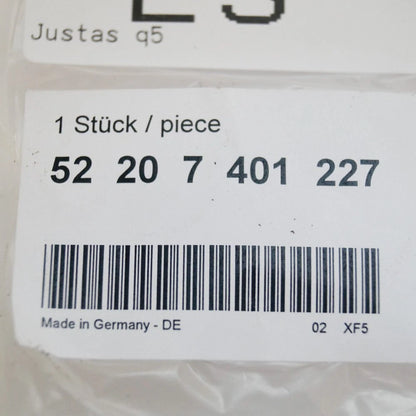 Justas q5
1 Stück / piece
52 20 7 401 227
Made in Germany - DE
02 XF5